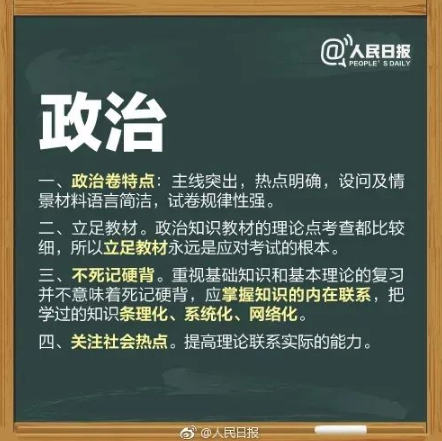 @人民日报
PEOPLE'S DAILY
政治
一、政治卷特点：主线突出，热点明确，设问及情
景材料语言简洁，试卷规律性强。
二、立足教材。政治知识教材的理论点考查都比较
细，所以立足教材永远是应对考试的根本。
三、不死记硬背。重视基础知识和基本理论的复习
并不意味着死记硬背，应掌握知识的内在联系，把
学过的知识条理化、系统化、网络化。
四、关注社会热点。提高理论联系实际的能力。
@人民日报